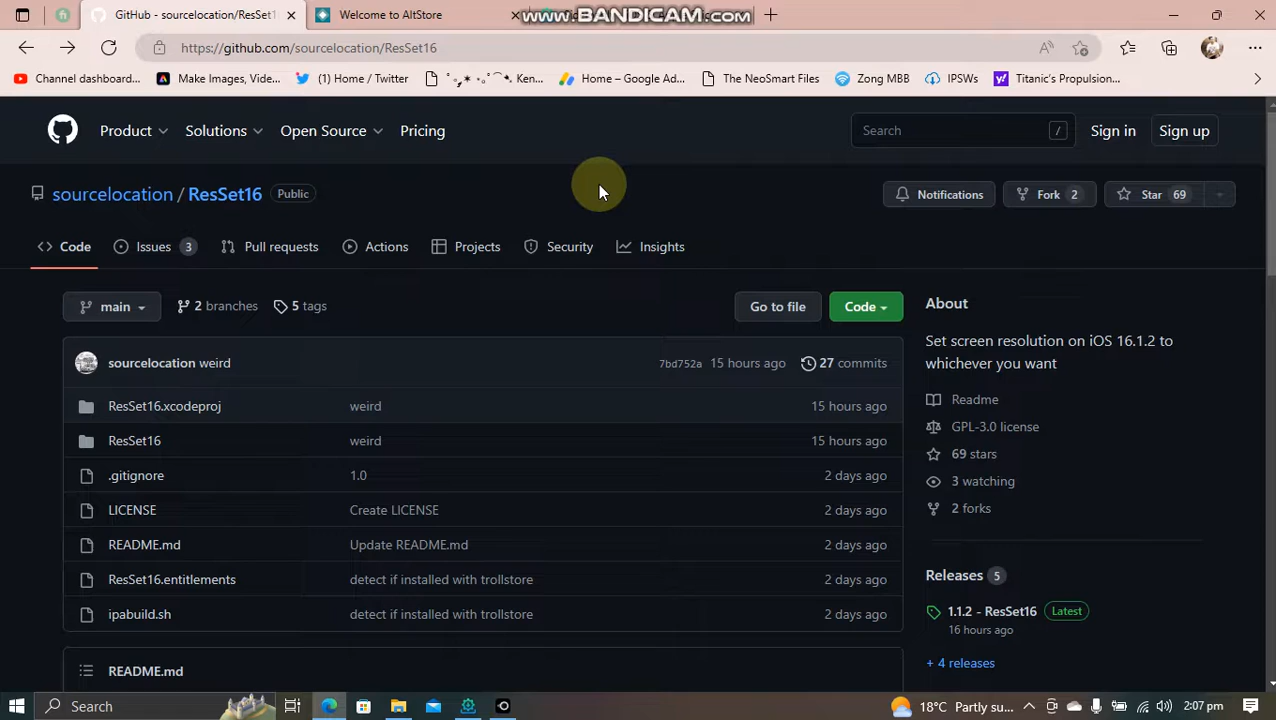 GitHub - sourcelocation/ResSet16
Welcome to AltStore
www.BANDICAM.com
https://github.com/sourcelocation/ResSet16
Channel dashboard...
Make Images, Vide...
(1) Home / Twitter
Ken...
Home – Google Ad...
The NeoSmart Files
Zong MBB
IPSWs
Titanic's Propulsion...
Product
Solutions
Open Source
Pricing
Search /
Sign in
Sign up
sourcelocation / ResSet16 Public
Notifications
Fork 2
Star 69
Code
Issues 3
Pull requests
Actions
Projects
Security
Insights
main
2 branches
5 tags
Go to file
Code
sourcelocation weird 7bd752a 15 hours ago 27 commits
ResSet16.xcodeproj weird 15 hours ago
ResSet16 weird 15 hours ago
.gitignore 1.0 2 days ago
LICENSE Create LICENSE 2 days ago
README.md Update README.md 2 days ago
ResSet16.entitlements detect if installed with trollstore 2 days ago
ipabuild.sh detect if installed with trollstore 2 days ago
README.md
About
Set screen resolution on iOS 16.1.2 to
whichever you want
Readme
GPL-3.0 license
69 stars
3 watching
2 forks
Releases 5
1.1.2 - ResSet16 Latest
16 hours ago
+ 4 releases
Search
18°C Partly su...
2:07 pm